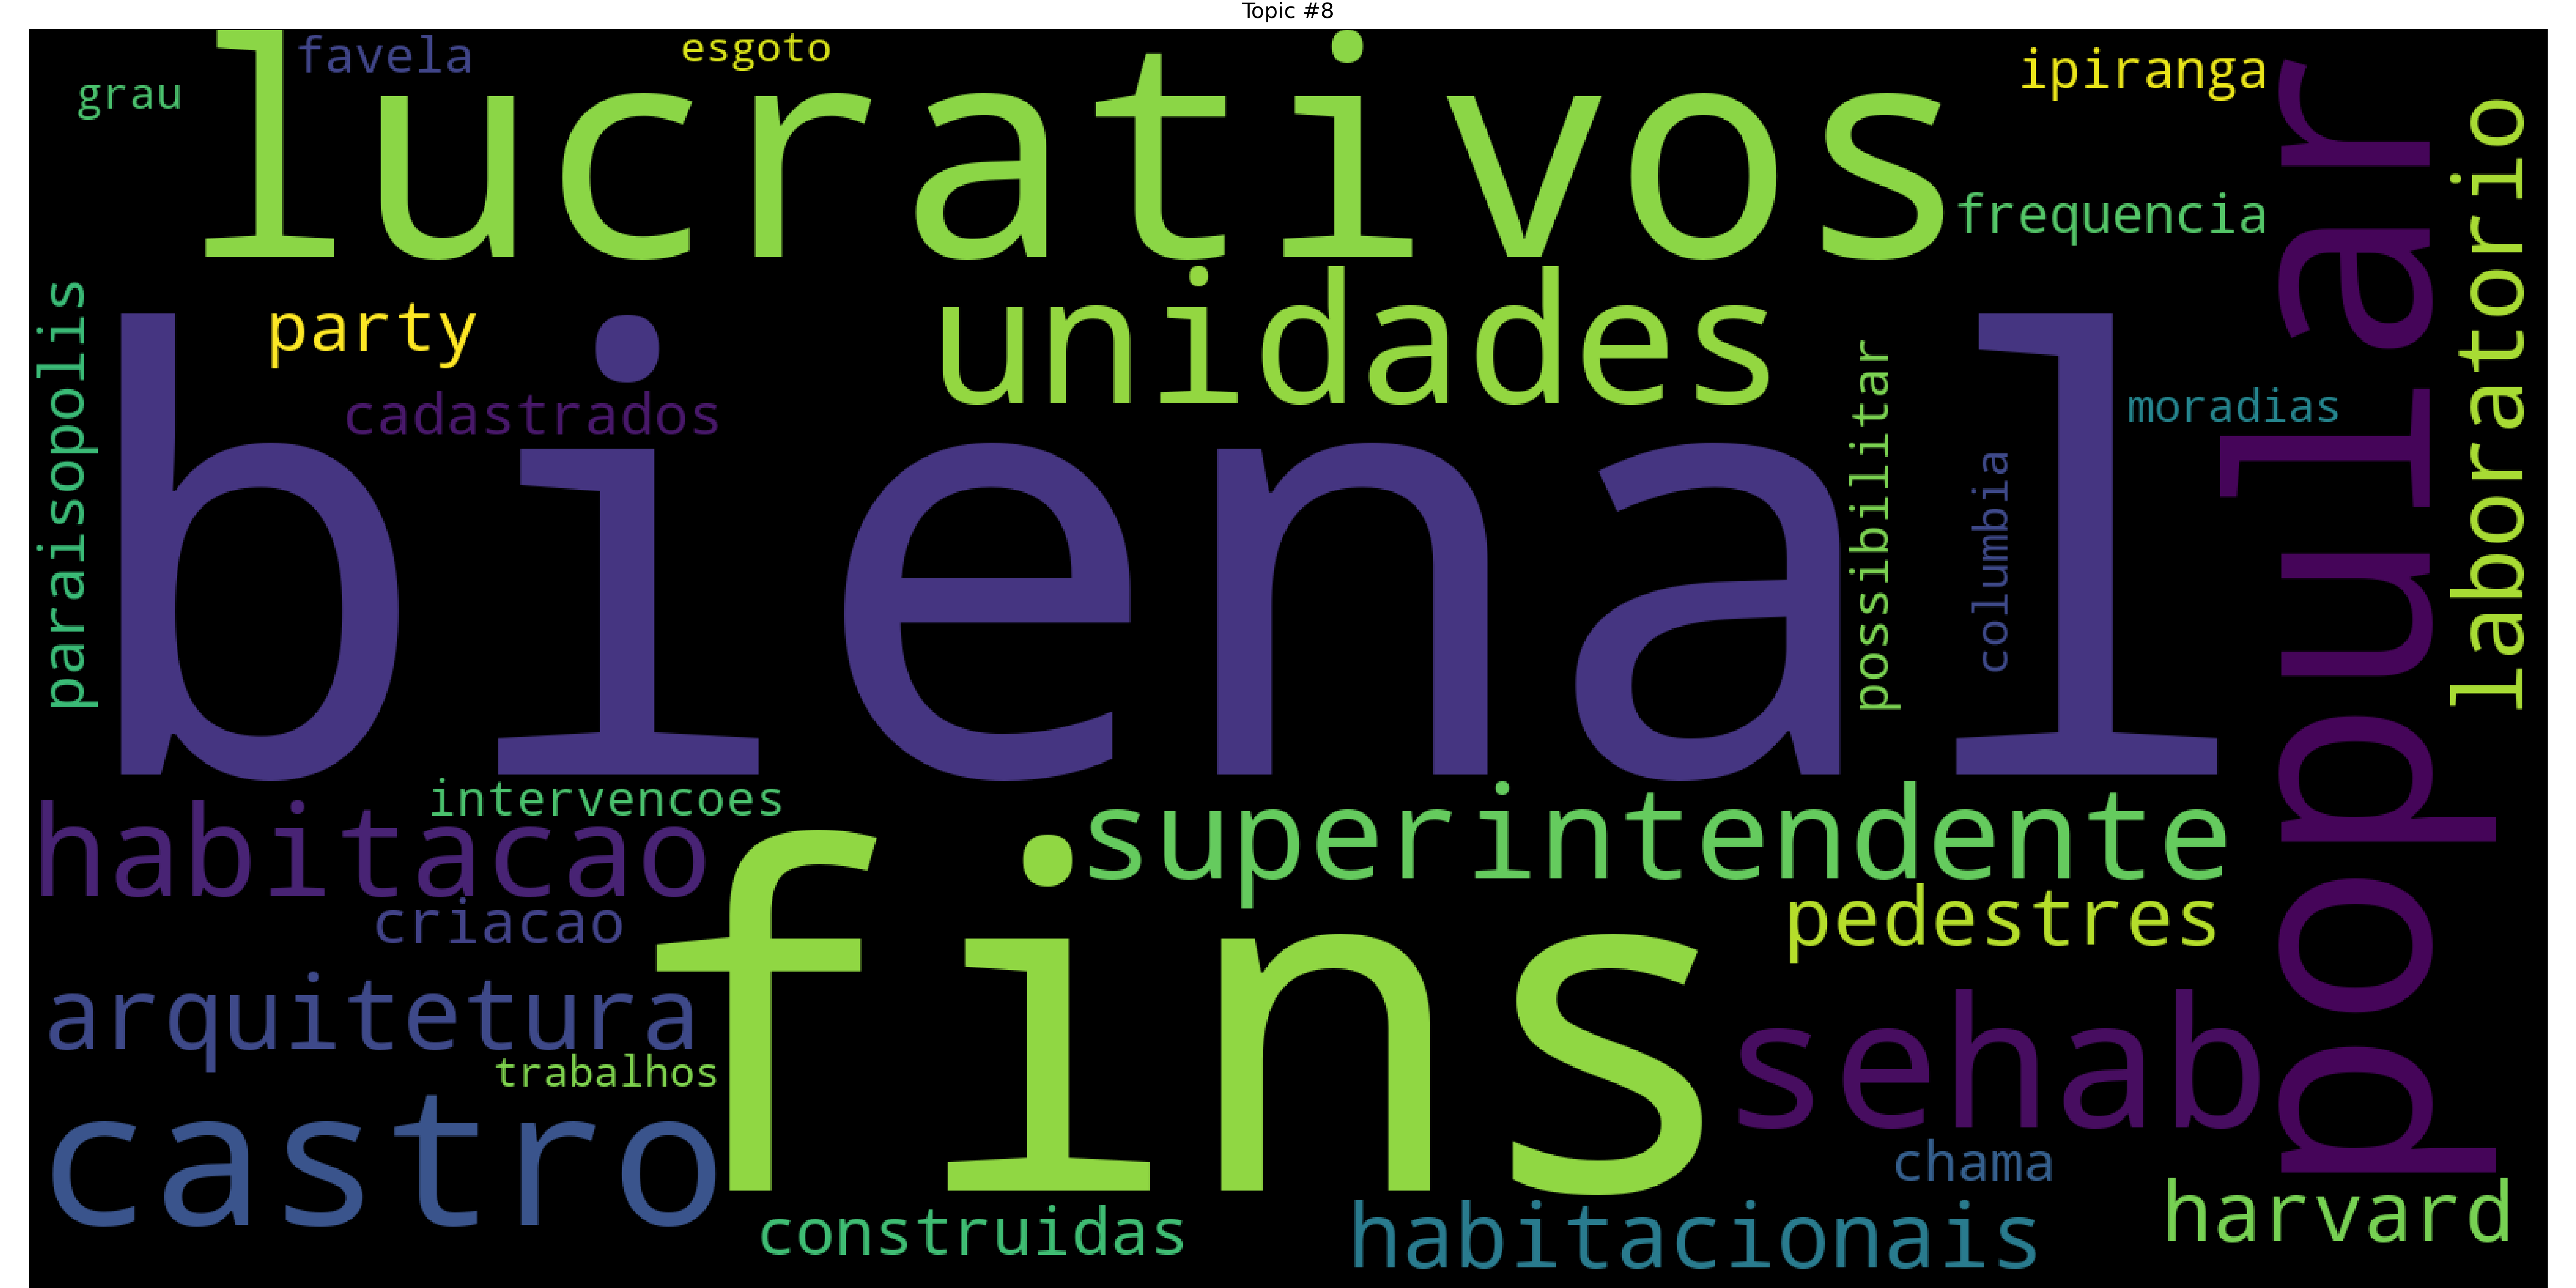 Topic #8
favela
esgoto
ipiranga
grau
lucrativos
popular
laboratorio
frequencia
paraisopolis
party
unidades
cadastrados
possibilitar
moradias
bienal
columbia
intervencoes
habitacao
superintendente
criacao
fins
pedestres
arquitetura
sehab
trabalhos
castro
chama
construidas
habitacionais
harvard